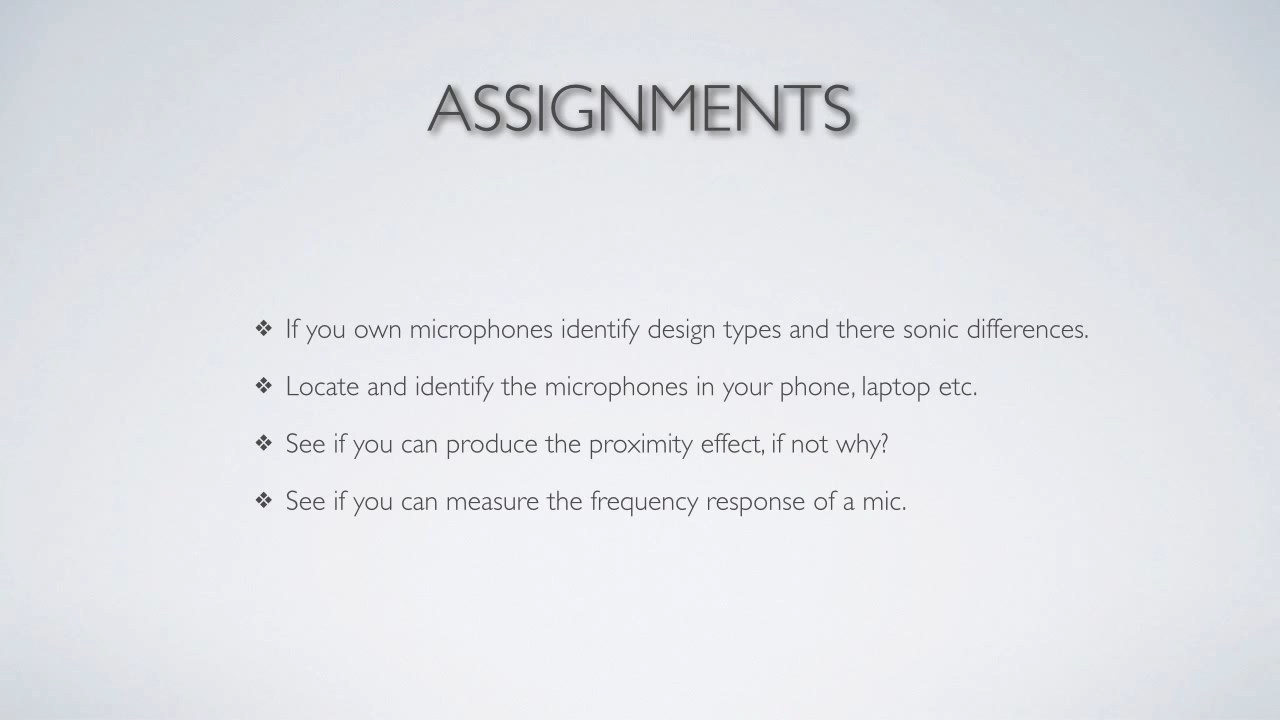 ASSIGNMENTS
❖ If you own microphones identify design types and there sonic differences.
❖ Locate and identify the microphones in your phone, laptop etc.
❖ See if you can produce the proximity effect, if not why?
❖ See if you can measure the frequency response of a mic.